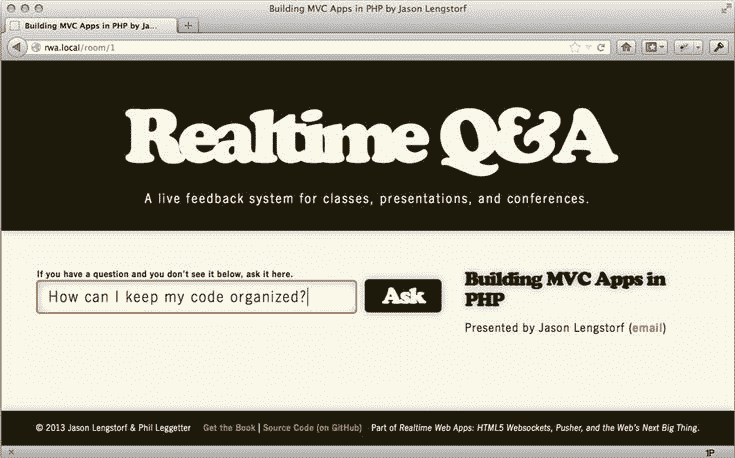 Building MVC Apps in PHP by Jason Lengstorf
Building MVC Apps in PHP by Ja...
rwa.local/room/1
Realtime Q&A
A live feedback system for classes, presentations, and conferences.
If you have a question and you don't see it below, ask it here.
How can I keep my code organized?
Ask
Building MVC Apps in
PHP
Presented by Jason Lengstorf (email)
© 2013 Jason Lengstorf & Phil Leggetter Get the Book | Source Code (on GitHub) Part of Realtime Web Apps: HTML5 Websockets, Pusher, and the Web's Next Big Thing.
1P